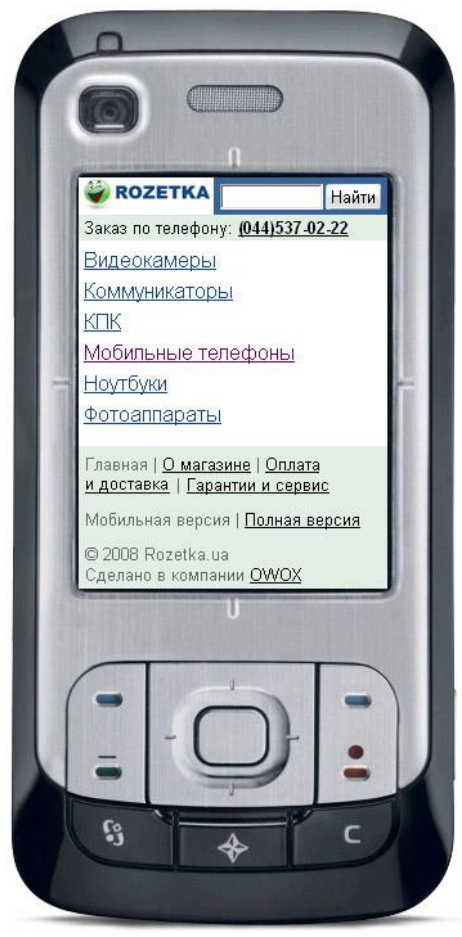 ROZETKA
Найти
Заказ по телефону: (044)537-02-22
Видеокамеры
Коммуникаторы
КПК
Мобильные телефоны
Ноутбуки
Фотоаппараты
Главная | О магазине | Оплата
и доставка | Гарантии и сервис
Мобильная версия | Полная версия
© 2008 Rozetka.ua
Сделано в компании OWOX
C